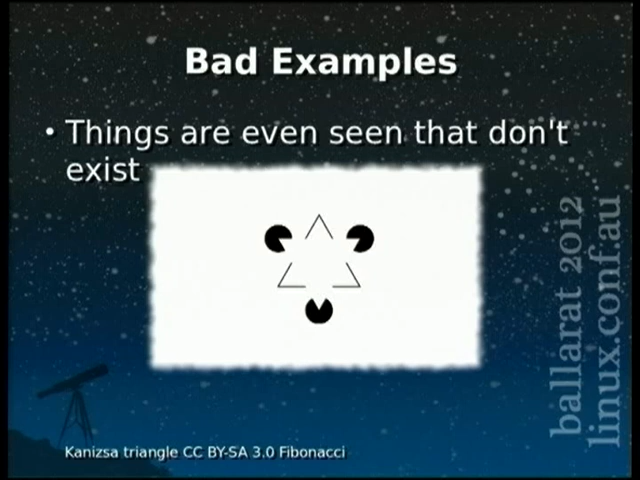 Bad Examples
• Things are even seen that don't
exist
ballarat 2012
linux.conf.au
Kanizsa triangle CC BY-SA 3.0 Fibonacci